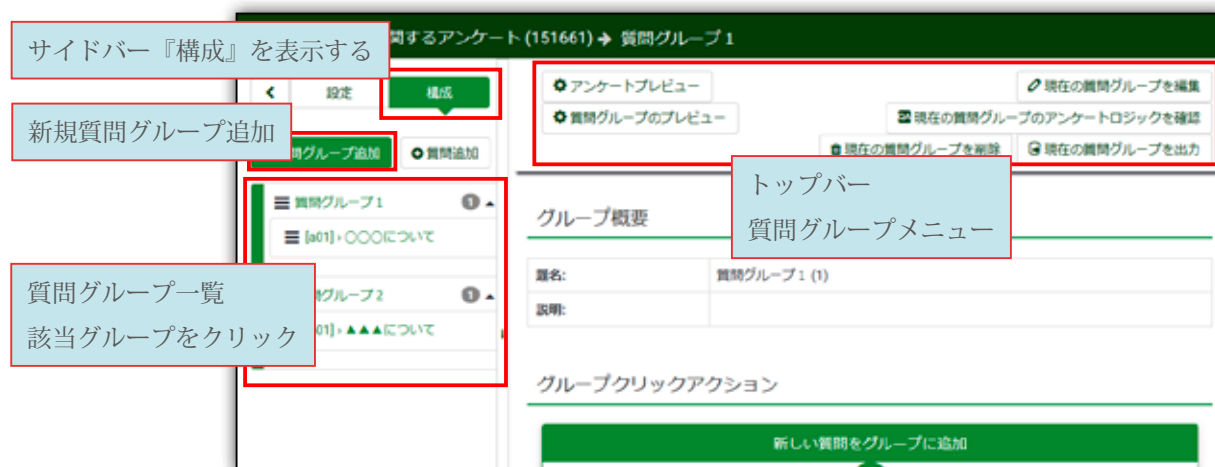 サイドバー『構成』を表示する
関するアンケート (151661) → 質問グループ 1
設定
構成
新規質問グループ追加
問グループ追加
質問追加
アンケートプレビュー
現在の質問グループを編集
質問グループのプレビュー
現在の質問グループのアンケートロジックを確認
現在の質問グループを削除
現在の質問グループを出力
トップバー
質問グループメニュー
質問グループ1 1
[a01] › ○○○について
質問グループ一覧
該当グループをクリック
問グループ2 1
01] › ▲▲▲について
グループ概要
題名: 質問グループ 1 (1)
説明:
グループクリックアクション
新しい質問をグループに追加